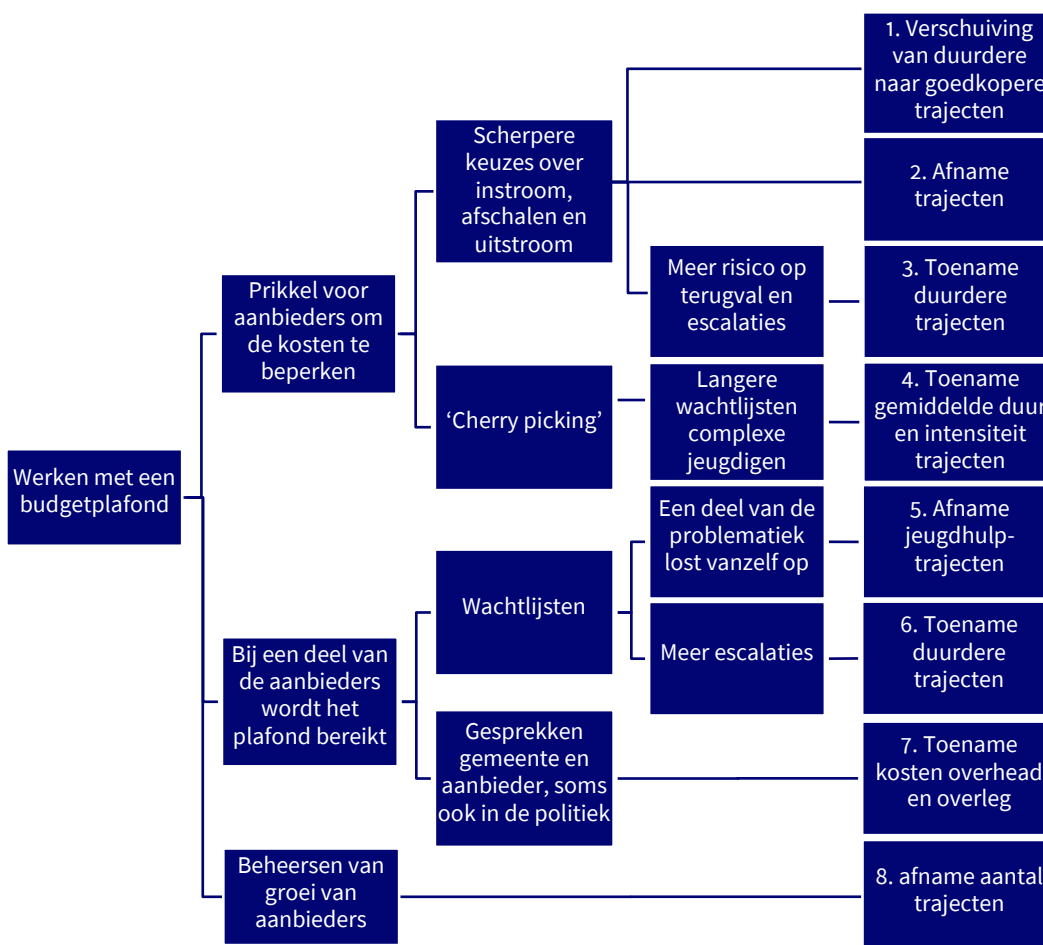 1. Verschuiving
van duurdere
naar goedkopere
trajecten
Scherpere
keuzes over
instroom,
afschalen en
uitstroom
2. Afname
trajecten
Meer risico op
terugval en
escalaties
3. Toename
duurdere
trajecten
Prikkel voor
aanbieders om
de kosten te
beperken
‘Cherry picking’
Langere
wachtlijsten
complexe
jeugdigen
4. Toename
gemiddelde duur
en intensiteit
trajecten
Werken met een
budgetplafond
Een deel van de
problematiek
lost vanzelf op
5. Afname
jeugdhulp-
trajecten
Wachtlijsten
Meer escalaties
6. Toename
duurdere
trajecten
Bij een deel van
de aanbieders
wordt het
plafond bereikt
Gesprekken
gemeente en
aanbieder, soms
ook in de politiek
7. Toename
kosten overhead
en overleg
Beheersen van
groei van
aanbieders
8. afname aantal
trajecten